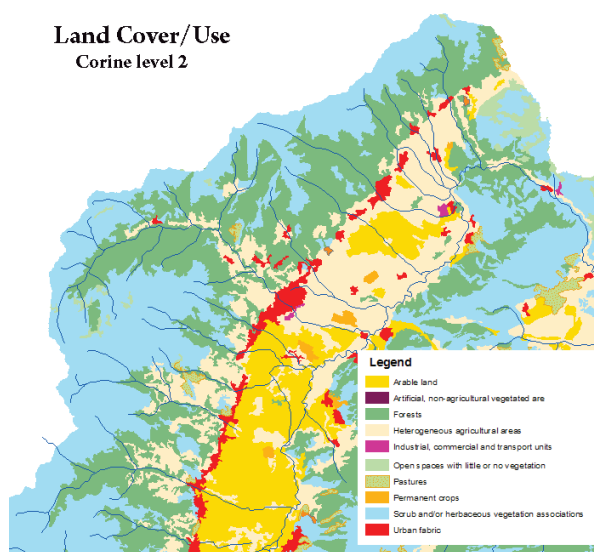 Land Cover/Use
Corine level 2
Legend
Arable land
Artificial, non-agricultural vegetated are
Forests
Heterogeneous agricultural areas
Industrial, commercial and transport units
Open spaces with little or no vegetation
Pastures
Permanent crops
Scrub and/or herbaceous vegetation associations
Urban fabric